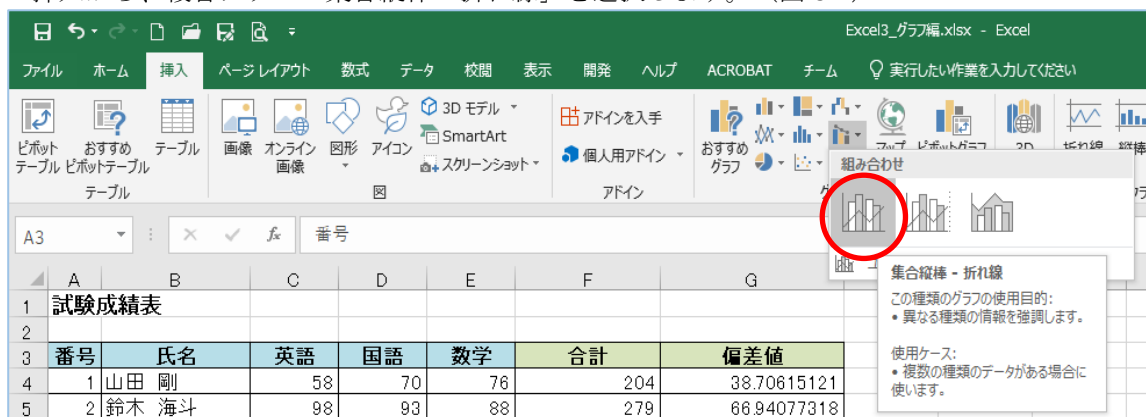 Excel3_グラフ編.xlsx - Excel
ファイル ホーム 挿入 ページ レイアウト 数式 データ 校閲 表示 開発 ヘルプ ACROBAT チーム 実行したい作業を入力してください
ピボットテーブル おすすめピボットテーブル テーブル 画像 オンライン画像 図形 アイコン 3D モデル SmartArt スクリーンショット アドインを入手 個人用アドイン おすすめグラフ マップ ピボットグラフ 3D 折れ線
テーブル 図 アドイン
組み合わせ
A3 fx 番号
集合縦棒 - 折れ線
この種類のグラフの使用目的:
• 異なる種類の情報を強調します。
使用ケース:
• 複数の種類のデータがある場合に
使います。
A B C D E F G
1 試験成績表
2
3 番号 氏名 英語 国語 数学 合計 偏差値
4 1 山田 剛 58 70 76 204 38.70615121
5 2 鈴木 海斗 98 93 88 279 66.94077318